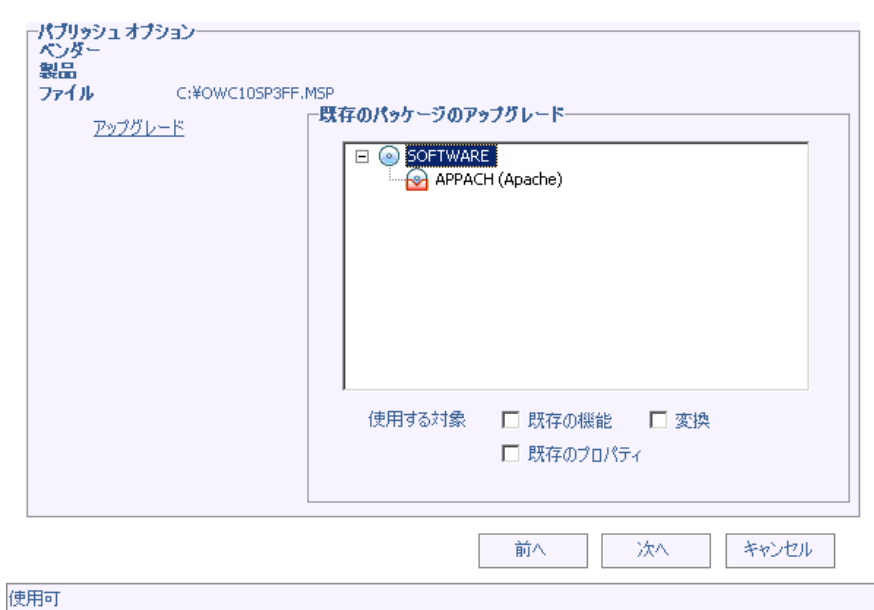 パブリッシュ オプション
ベンダー
製品
ファイル C:¥OWC10SP3FF.MSP
アップグレード
既存のパッケージのアップグレード
SOFTWARE
APPACH (Apache)
使用する対象 既存の機能 変換
既存のプロパティ
前へ 次へ キャンセル
使用可